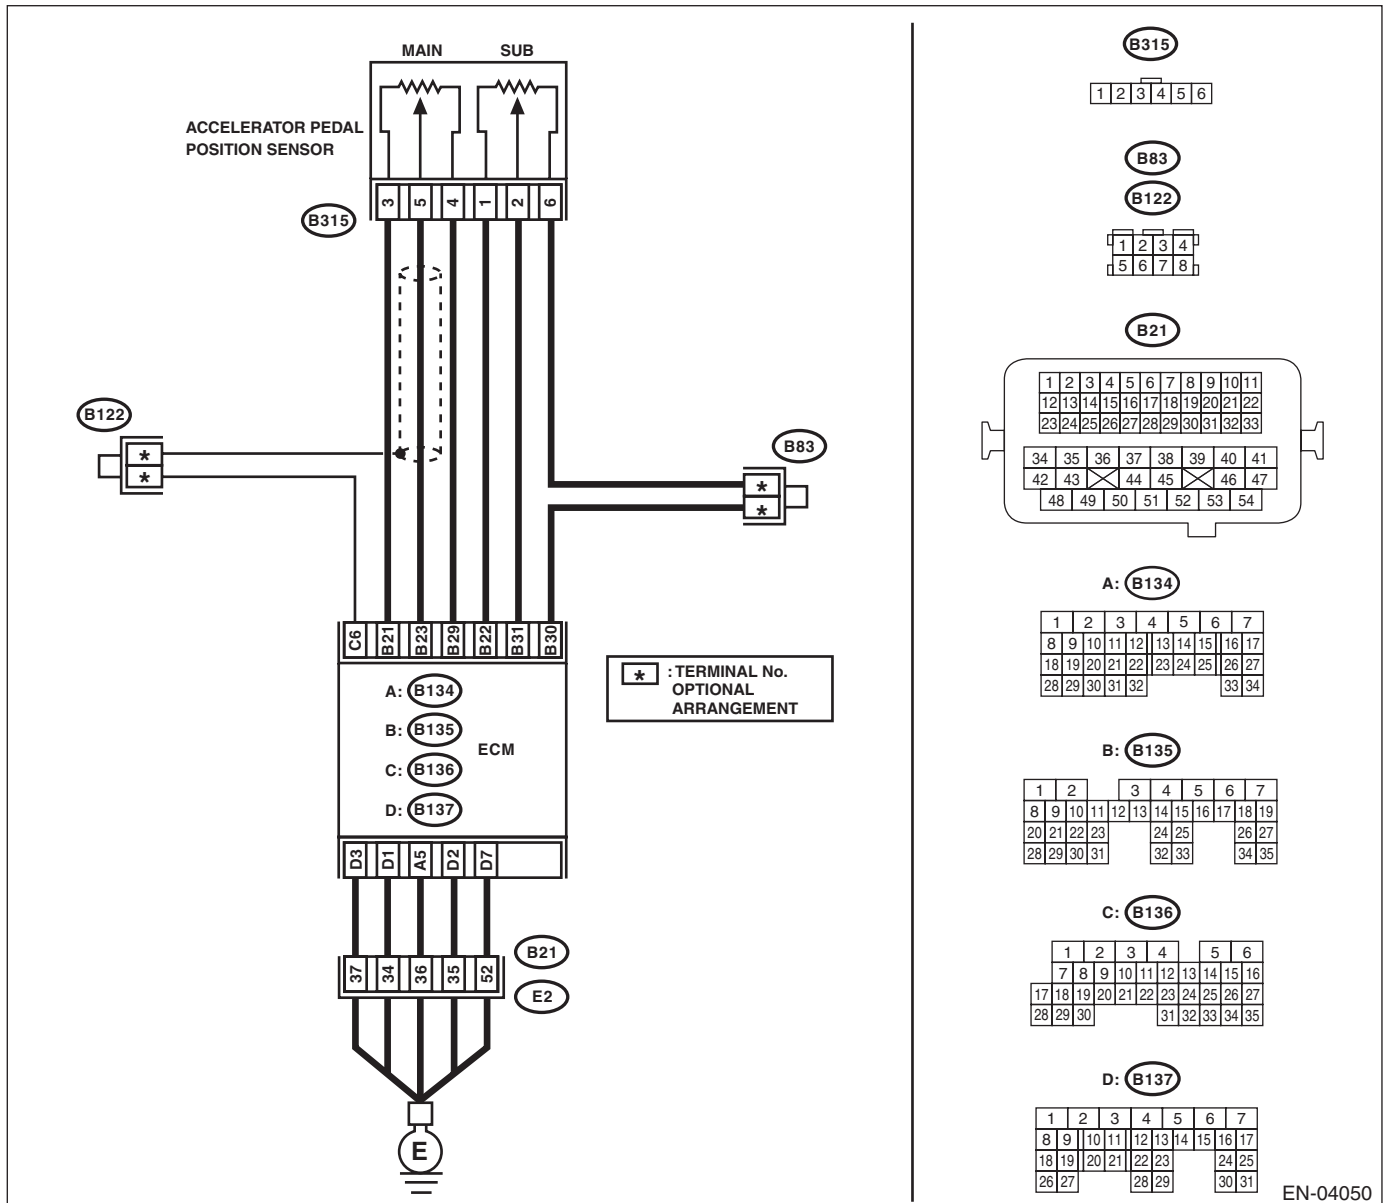 MAIN SUB
ACCELERATOR PEDAL
POSITION SENSOR
3 5 4 1 2 6
B315
B122
*
*
B83
*
*
C6 B21 B23 B29 B22 B31 B30
A: B134
B: B135
C: B136
D: B137
ECM
* : TERMINAL No.
OPTIONAL
ARRANGEMENT
D3 D1 A5 D2 D7
B21
37 34 36 35 52
E2
E
B315
1 2 3 4 5 6
B83
B122
1 2 3 4
5 6 7 8
B21
1 2 3 4 5 6 7 8 9 10 11
12 13 14 15 16 17 18 19 20 21 22
23 24 25 26 27 28 29 30 31 32 33
34 35 36 37 38 39 40 41
42 43 44 45 46 47
48 49 50 51 52 53 54
A: B134
1 2 3 4 5 6 7
8 9 10 11 12 13 14 15 16 17
18 19 20 21 22 23 24 25 26 27
28 29 30 31 32 33 34
B: B135
1 2 3 4 5 6 7
8 9 10 11 12 13 14 15 16 17 18 19
20 21 22 23 24 25 26 27
28 29 30 31 32 33 34 35
C: B136
1 2 3 4 5 6
7 8 9 10 11 12 13 14 15 16
17 18 19 20 21 22 23 24 25 26 27
28 29 30 31 32 33 34 35
D: B137
1 2 3 4 5 6 7
8 9 10 11 12 13 14 15 16 17
18 19 20 21 22 23 24 25
26 27 28 29 30 31
EN-04050